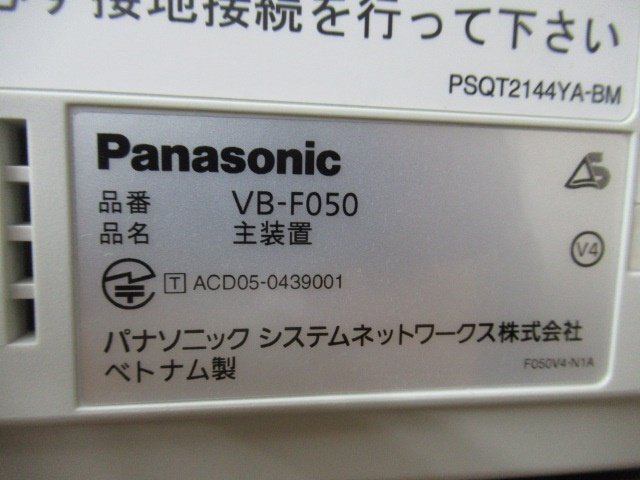 接地接続を行って下さい
PSQT2144YA-BM
Panasonic
品番 VB-F050
品名 主装置
V4
T ACD05-0439001
パナソニック システムネットワークス株式会社
ベトナム製
F050V4-N1A